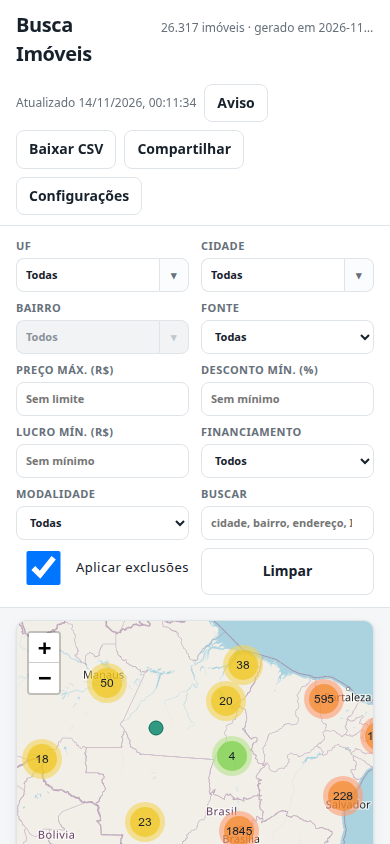 Busca
Imóveis
26.317 imóveis · gerado em 2026-11...
Atualizado 14/11/2026, 00:11:34
Aviso
Baixar CSV
Compartilhar
Configurações
UF
CIDADE
Todas
Todas
BAIRRO
FONTE
Todos
Todas
PREÇO MÁX. (R$)
DESCONTO MÍN. (%)
Sem limite
Sem mínimo
LUCRO MÍN. (R$)
FINANCIAMENTO
Sem mínimo
Todos
MODALIDADE
BUSCAR
Todas
cidade, bairro, endereço, I
Aplicar exclusões
Limpar
+
−
38
Manaus
50
20
595
rtaleza
1
4
18
228
Salvador
Brasil
23
1845
Brasília
Bolivia